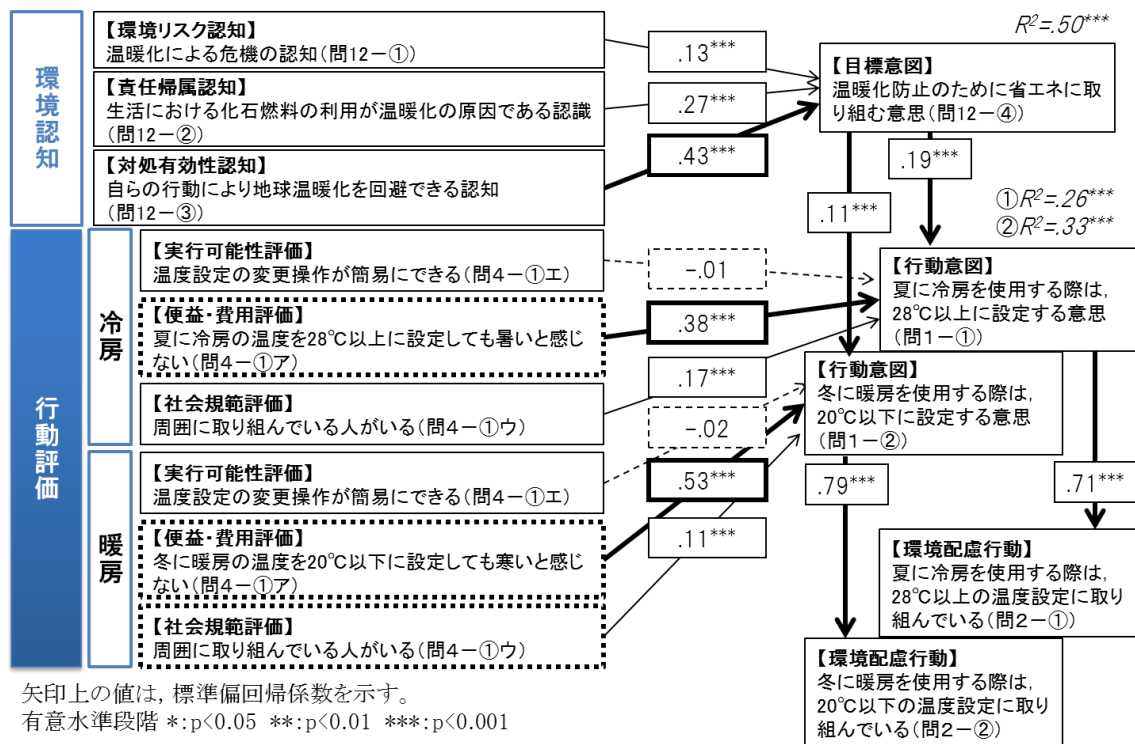 環境認知
【環境リスク認知】
温暖化による危機の認知(問12－①)
【責任帰属認知】
生活における化石燃料の利用が温暖化の原因である認識
(問12－②)
【対処有効性認知】
自らの行動により地球温暖化を回避できる認知
(問12－③)
.13***
.27***
.43***
R²=.50***
【目標意図】
温暖化防止のために省エネに取
り組む意思(問12－④)
.19***
.11***
①R²=.26***
②R²=.33***
行動評価
冷房
【実行可能性評価】
温度設定の変更操作が簡易にできる(問4－①エ)
【便益・費用評価】
夏に冷房の温度を28℃以上に設定しても暑いと感じ
ない(問4－①ア)
【社会規範評価】
周囲に取り組んでいる人がいる(問4－①ウ)
-.01
.38***
.17***
【行動意図】
夏に冷房を使用する際は,
28℃以上に設定する意思
(問1－①)
暖房
【実行可能性評価】
温度設定の変更操作が簡易にできる(問4－①エ)
【便益・費用評価】
冬に暖房の温度を20℃以下に設定しても寒いと感じ
ない(問4－①ア)
【社会規範評価】
周囲に取り組んでいる人がいる(問4－①ウ)
-.02
.53***
.11***
【行動意図】
冬に暖房を使用する際は,
20℃以下に設定する意思
(問1－②)
.79***
.71***
【環境配慮行動】
夏に冷房を使用する際は,
28℃以上の温度設定に取り
組んでいる(問2－①)
【環境配慮行動】
冬に暖房を使用する際は,
20℃以下の温度設定に取り
組んでいる(問2－②)
矢印上の値は, 標準偏回帰係数を示す。
有意水準段階 *:p<0.05 **:p<0.01 ***:p<0.001